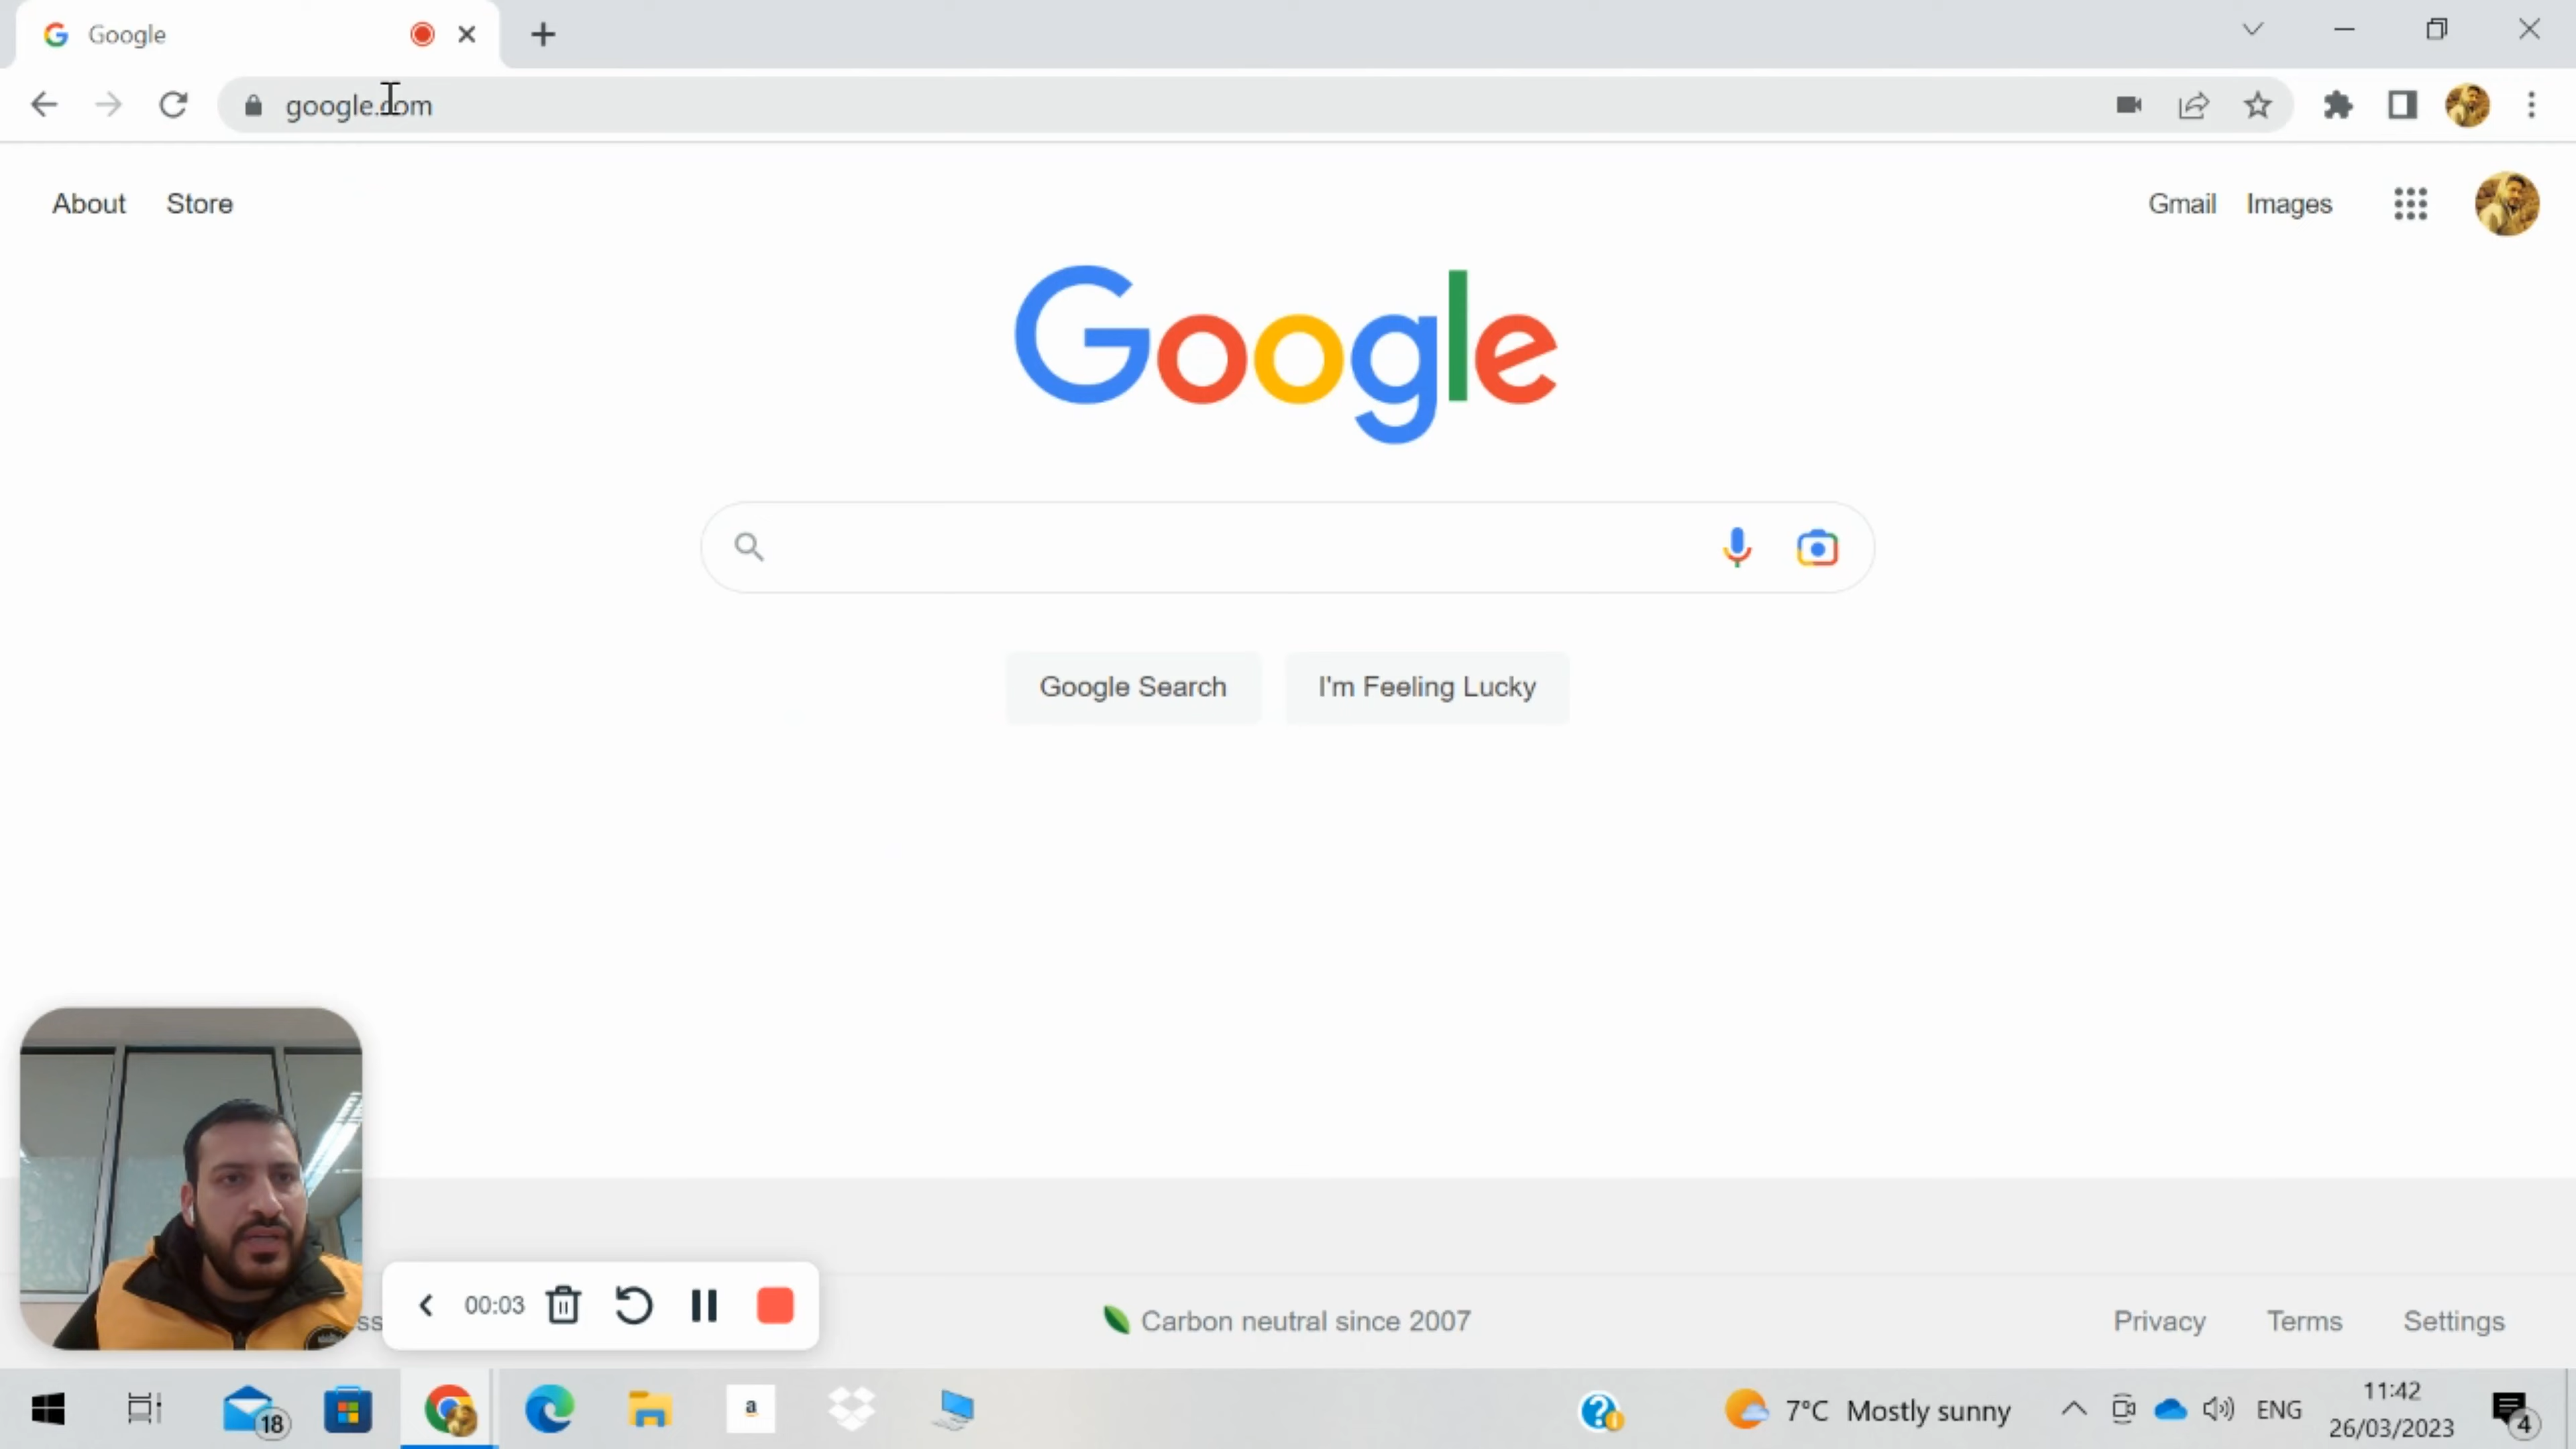 Google
google.com
About Store
Gmail Images
Google
Google Search I'm Feeling Lucky
00:03
ss
Carbon neutral since 2007
Privacy Terms Settings
18
a
7°C Mostly sunny
ENG
11:42
26/03/2023
4